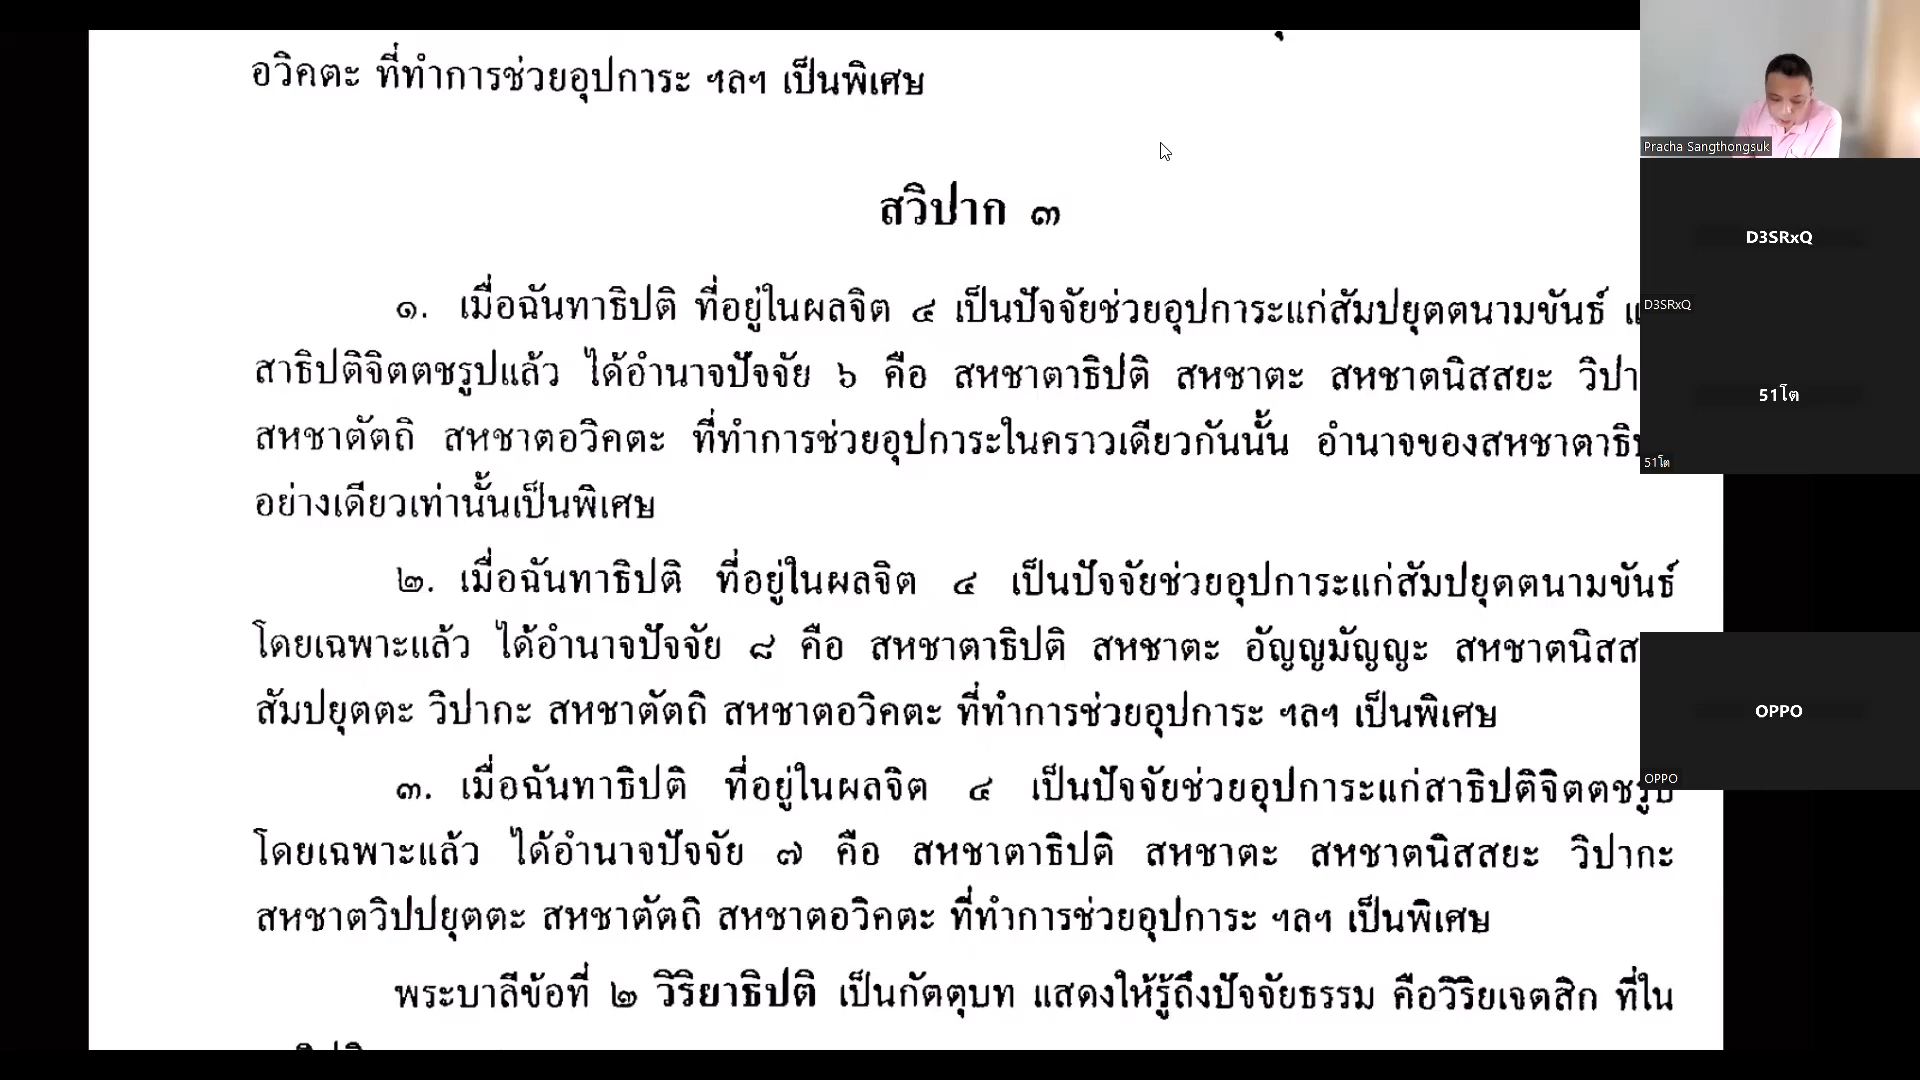 อวิคตะ ที่ทำการช่วยอุปการะ ฯลฯ เป็นพิเศษ
สวิปาก ๓
๑. เมื่อฉันทาธิปติ ที่อยู่ในผลจิต ๔ เป็นปัจจัยช่วยอุปการะแก่สัมปยุตตนามขันธ์
สาธิปติจิตตชรูปแล้ว ได้อำนาจปัจจัย ๖ คือ สหชาตาธิปติ สหชาตะ สหชาตนิสสยะ
สหชาตัตถิ สหชาตอวิคตะ ที่ทำการช่วยอุปการะในคราวเดียวกันนั้น
อย่างเดียวเท่านั้นเป็นพิเศษ
๒. เมื่อฉันทาธิปติ ที่อยู่ในผลจิต ๔ เป็นปัจจัยช่วยอุปการะแก่สัมปยุตตนามขันธ์
โดยเฉพาะแล้ว ได้อำนาจปัจจัย ๘ คือ สหชาตาธิปติ สหชาตะ อัญญมัญญะ
สัมปยุตตะ วิปากะ สหชาตัตถิ สหชาตอวิคตะ ที่ทำการช่วยอุปการะ ฯลฯ เป็นพิเศษ
๓. เมื่อฉันทาธิปติ ที่อยู่ในผลจิต ๔ เป็นปัจจัยช่วยอุปการะแก่สาธิปติจิตตชรูป
โดยเฉพาะแล้ว ได้อำนาจปัจจัย ๗ คือ สหชาตาธิปติ สหชาตะ สหชาตนิสสยะ วิปากะ
สหชาตวิปปยุตตะ สหชาตัตถิ สหชาตอวิคตะ ที่ทำการช่วยอุปการะ ฯลฯ เป็นพิเศษ
พระบาลีข้อที่ ๒ วิริยาธิปติ เป็นกัตตุบท แสดงให้รู้ถึงปัจจัยธรรม คือวิริยเจตสิก ที่ใน
Pracha Sangthongsuk
D3SRxQ
D3SRxQ
51โต
51โต
OPPO
OPPO